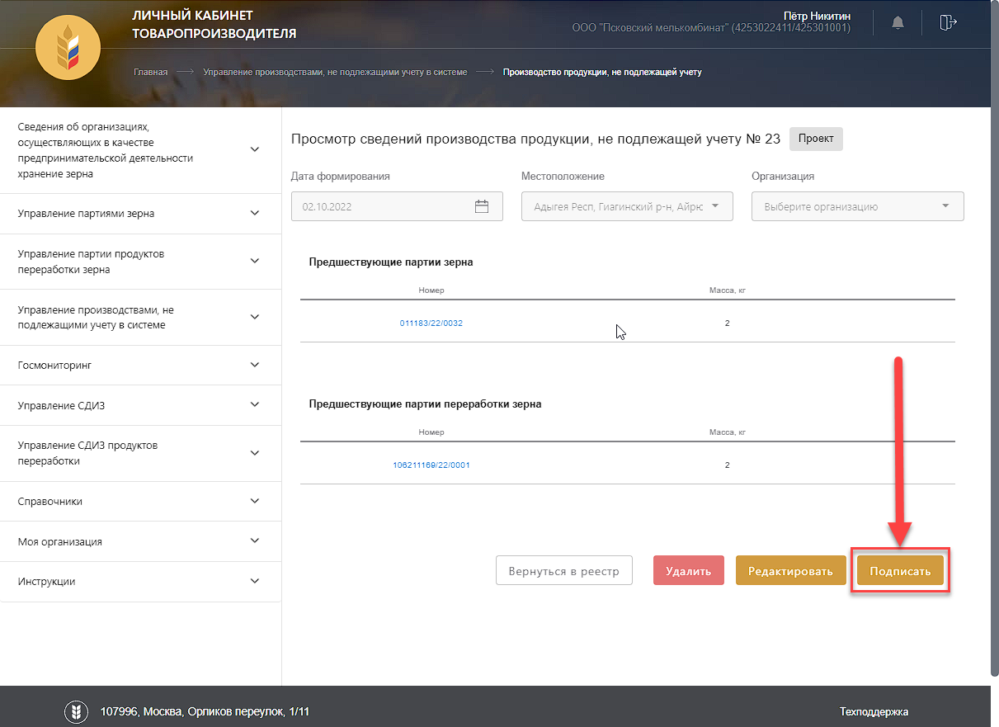 ЛИЧНЫЙ КАБИНЕТ
ТОВАРОПРОИЗВОДИТЕЛЯ
Пётр Никитин
ООО "Псковский мелькомбинат" (4253022411/425301001)
Главная
Управление производствами, не подлежащими учету в системе
Производство продукции, не подлежащей учету
Сведения об организациях,
осуществляющих в качестве
предпринимательской деятельности
хранение зерна
Управление партиями зерна
Управление партии продуктов
переработки зерна
Управление производствами, не
подлежащими учету в системе
Госмониторинг
Управление СДИЗ
Управление СДИЗ продуктов
переработки
Справочники
Моя организация
Инструкции
Просмотр сведений производства продукции, не подлежащей учету № 23
Проект
Дата формирования
Местоположение
Организация
02.10.2022
Адыгея Респ, Гиагинский р-н, Айрю
Выберите организацию
Предшествующие партии зерна
Номер
Масса, кг
011183/22/0032
2
Предшествующие партии переработки зерна
Номер
Масса, кг
106211169/22/0001
2
Вернуться в реестр
Удалить
Редактировать
Подписать
107996, Москва, Орликов переулок, 1/11
Техподдержка